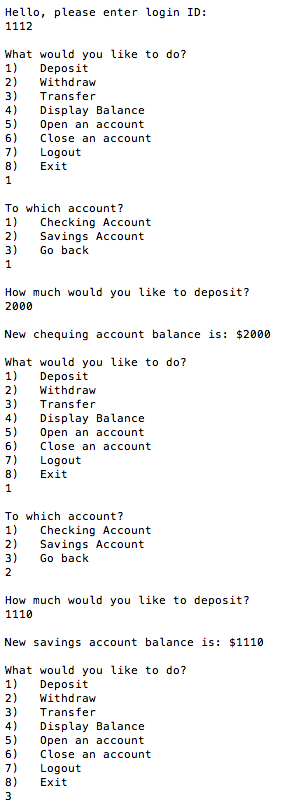 Hello, please enter login ID:
1112
What would you like to do?
1) Deposit
2) Withdraw
3) Transfer
4) Display Balance
5) Open an account
6) Close an account
7) Logout
8) Exit
1
To which account?
1) Checking Account
2) Savings Account
3) Go back
1
How much would you like to deposit?
2000
New chequing account balance is: $2000
What would you like to do?
1) Deposit
2) Withdraw
3) Transfer
4) Display Balance
5) Open an account
6) Close an account
7) Logout
8) Exit
1
To which account?
1) Checking Account
2) Savings Account
3) Go back
2
How much would you like to deposit?
1110
New savings account balance is: $1110
What would you like to do?
1) Deposit
2) Withdraw
3) Transfer
4) Display Balance
5) Open an account
6) Close an account
7) Logout
8) Exit
3